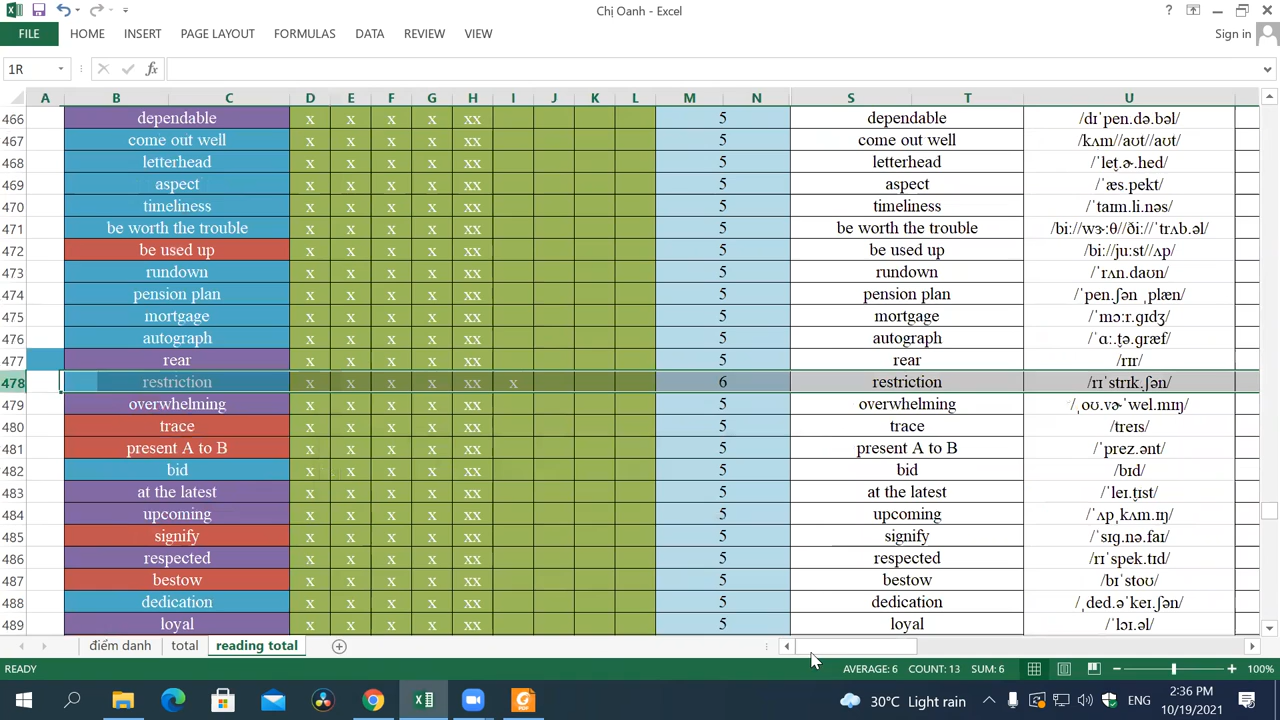 Chị Oanh - Excel
FILE HOME INSERT PAGE LAYOUT FORMULAS DATA REVIEW VIEW Sign in
1R fx
A B C D E F G H I J K L M N S T U
466 dependable x x x x xx 5 dependable /dɪˈpen.də.bəl/
467 come out well x x x x xx 5 come out well /kʌm//aʊt//aʊt/
468 letterhead x x x x xx 5 letterhead /ˈlet̬.ɚ.hed/
469 aspect x x x x xx 5 aspect /ˈæs.pekt/
470 timeliness x x x x xx 5 timeliness /ˈtaɪm.li.nəs/
471 be worth the trouble x x x x xx 5 be worth the trouble /biː//wɝːθ//ðiː//ˈtrʌb.əl/
472 be used up x x x x xx 5 be used up /biː//juːst//ʌp/
473 rundown x x x x xx 5 rundown /ˈrʌn.daʊn/
474 pension plan x x x x xx 5 pension plan /ˈpen.ʃən ˌplæn/
475 mortgage x x x x xx 5 mortgage /ˈmɔːr.ɡɪdʒ/
476 autograph x x x x xx 5 autograph /ˈɑː.t̬ə.ɡræf/
477 rear x x x x xx 5 rear /rɪr/
478 restriction x x x x xx x 6 restriction /rɪˈstrɪk.ʃən/
479 overwhelming x x x x xx 5 overwhelming /ˌoʊ.vɚˈwel.mɪŋ/
480 trace x x x x xx 5 trace /treɪs/
481 present A to B x x x x xx 5 present A to B /ˈprez.ənt/
482 bid x x x x xx 5 bid /bɪd/
483 at the latest x x x x xx 5 at the latest /ˈleɪ.t̬ɪst/
484 upcoming x x x x xx 5 upcoming /ˈʌpˌkʌm.ɪŋ/
485 signify x x x x xx 5 signify /ˈsɪɡ.nə.faɪ/
486 respected x x x x xx 5 respected /rɪˈspek.tɪd/
487 bestow x x x x xx 5 bestow /bɪˈstoʊ/
488 dedication x x x x xx 5 dedication /ˌded.əˈkeɪ.ʃən/
489 loyal x x x x xx 5 loyal /ˈlɔɪ.əl/
điểm danh total reading total
READY AVERAGE: 6 COUNT: 13 SUM: 6 100%
30°C Light rain ENG 2:36 PM
10/19/2021